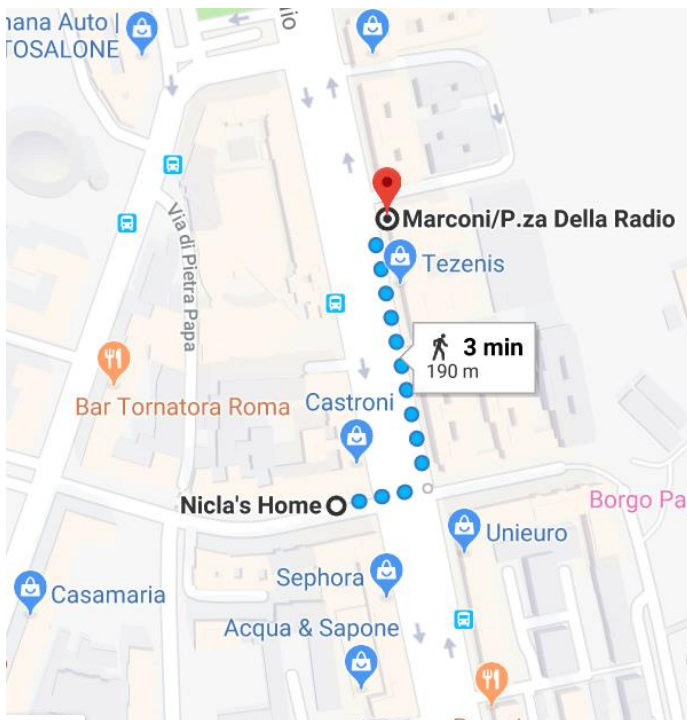 nana Auto |
TOSALONE
Via di Pietra Papa
Marconi/P.za Della Radio
Tezenis
3 min
190 m
Bar Tornatora Roma
Castroni
Nicla's Home
Borgo Pa
Unieuro
Sephora
Casamaria
Acqua & Sapone